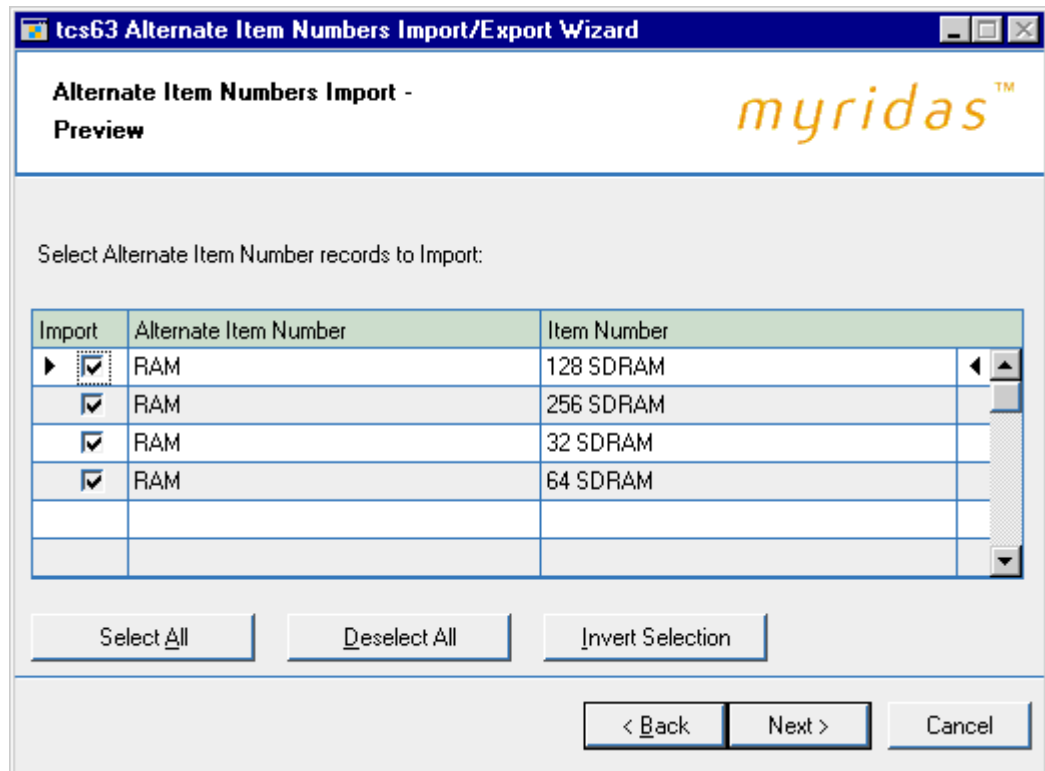 tcs63 Alternate Item Numbers Import/Export Wizard
Alternate Item Numbers Import -
Preview
myridas™
Select Alternate Item Number records to Import:
Import Alternate Item Number Item Number
RAM 128 SDRAM
RAM 256 SDRAM
RAM 32 SDRAM
RAM 64 SDRAM
Select All Deselect All Invert Selection
< Back Next > Cancel